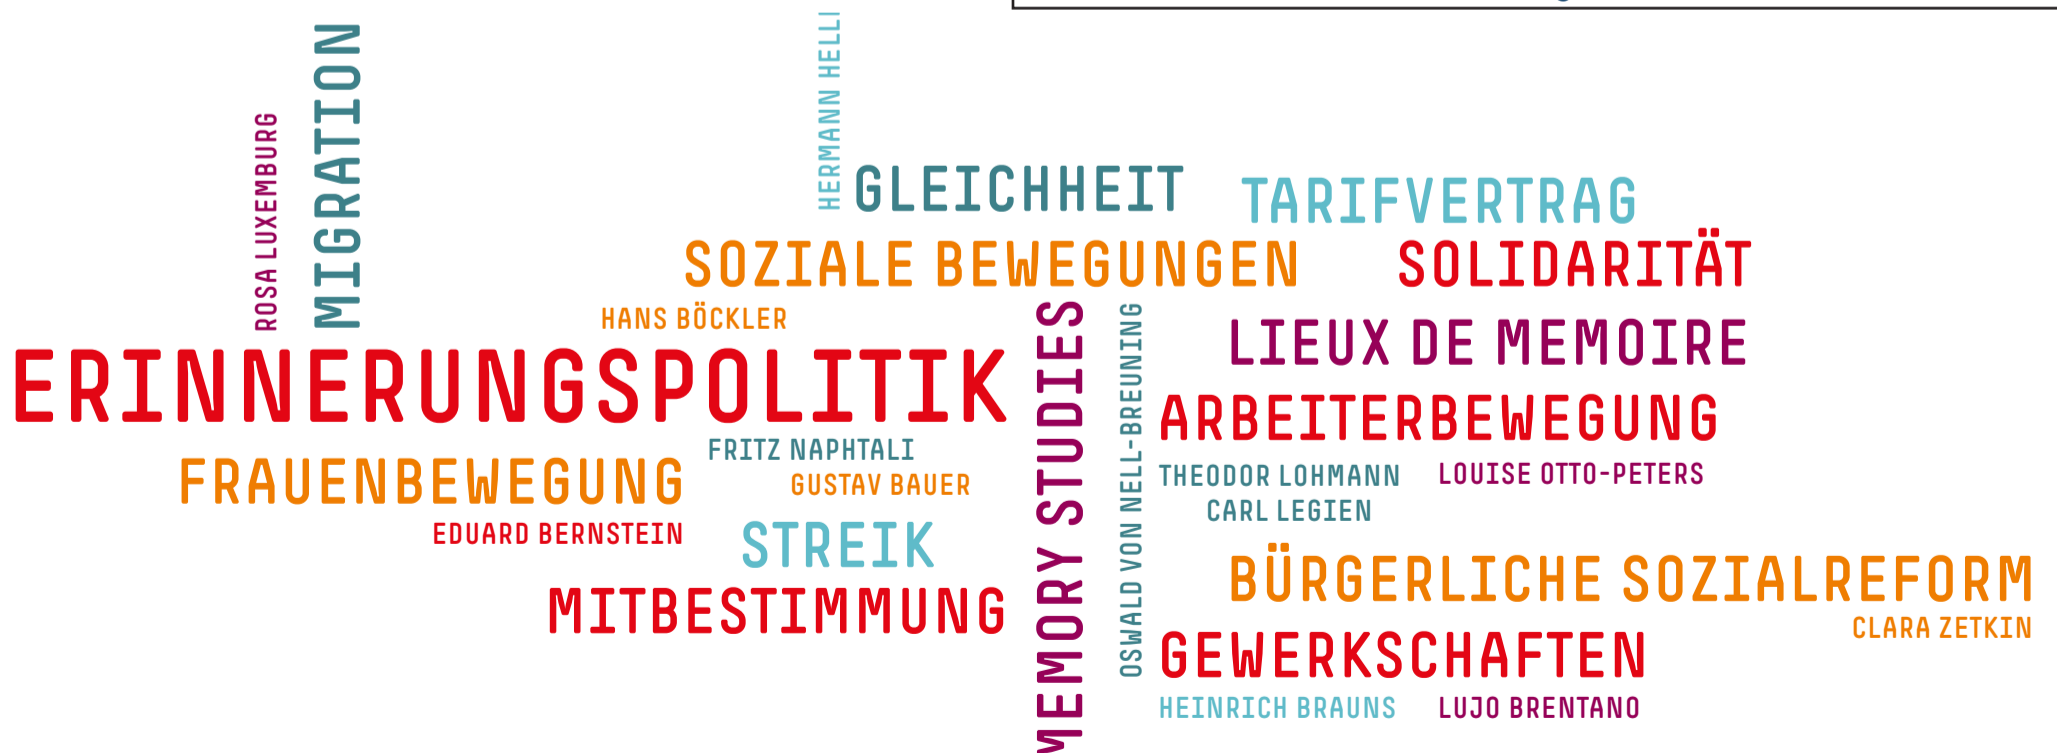 ROSA LUXEMBURG
MIGRATION
HERMANN HELL
GLEICHHEIT
TARIFVERTRAG
SOZIALE BEWEGUNGEN
SOLIDARITÄT
HANS BÖCKLER
ERINNERUNGSPOLITIK
MEMORY STUDIES
OSWALD VON NELL-BREUNING
LIEUX DE MEMOIRE
ARBEITERBEWEGUNG
FRITZ NAPHTALI
FRAUENBEWEGUNG
GUSTAV BAUER
THEODOR LOHMANN
LOUISE OTTO-PETERS
CARL LEGIEN
EDUARD BERNSTEIN
STREIK
MITBESTIMMUNG
BÜRGERLICHE SOZIALREFORM
CLARA ZETKIN
GEWERKSCHAFTEN
HEINRICH BRAUNS
LUJO BRENTANO